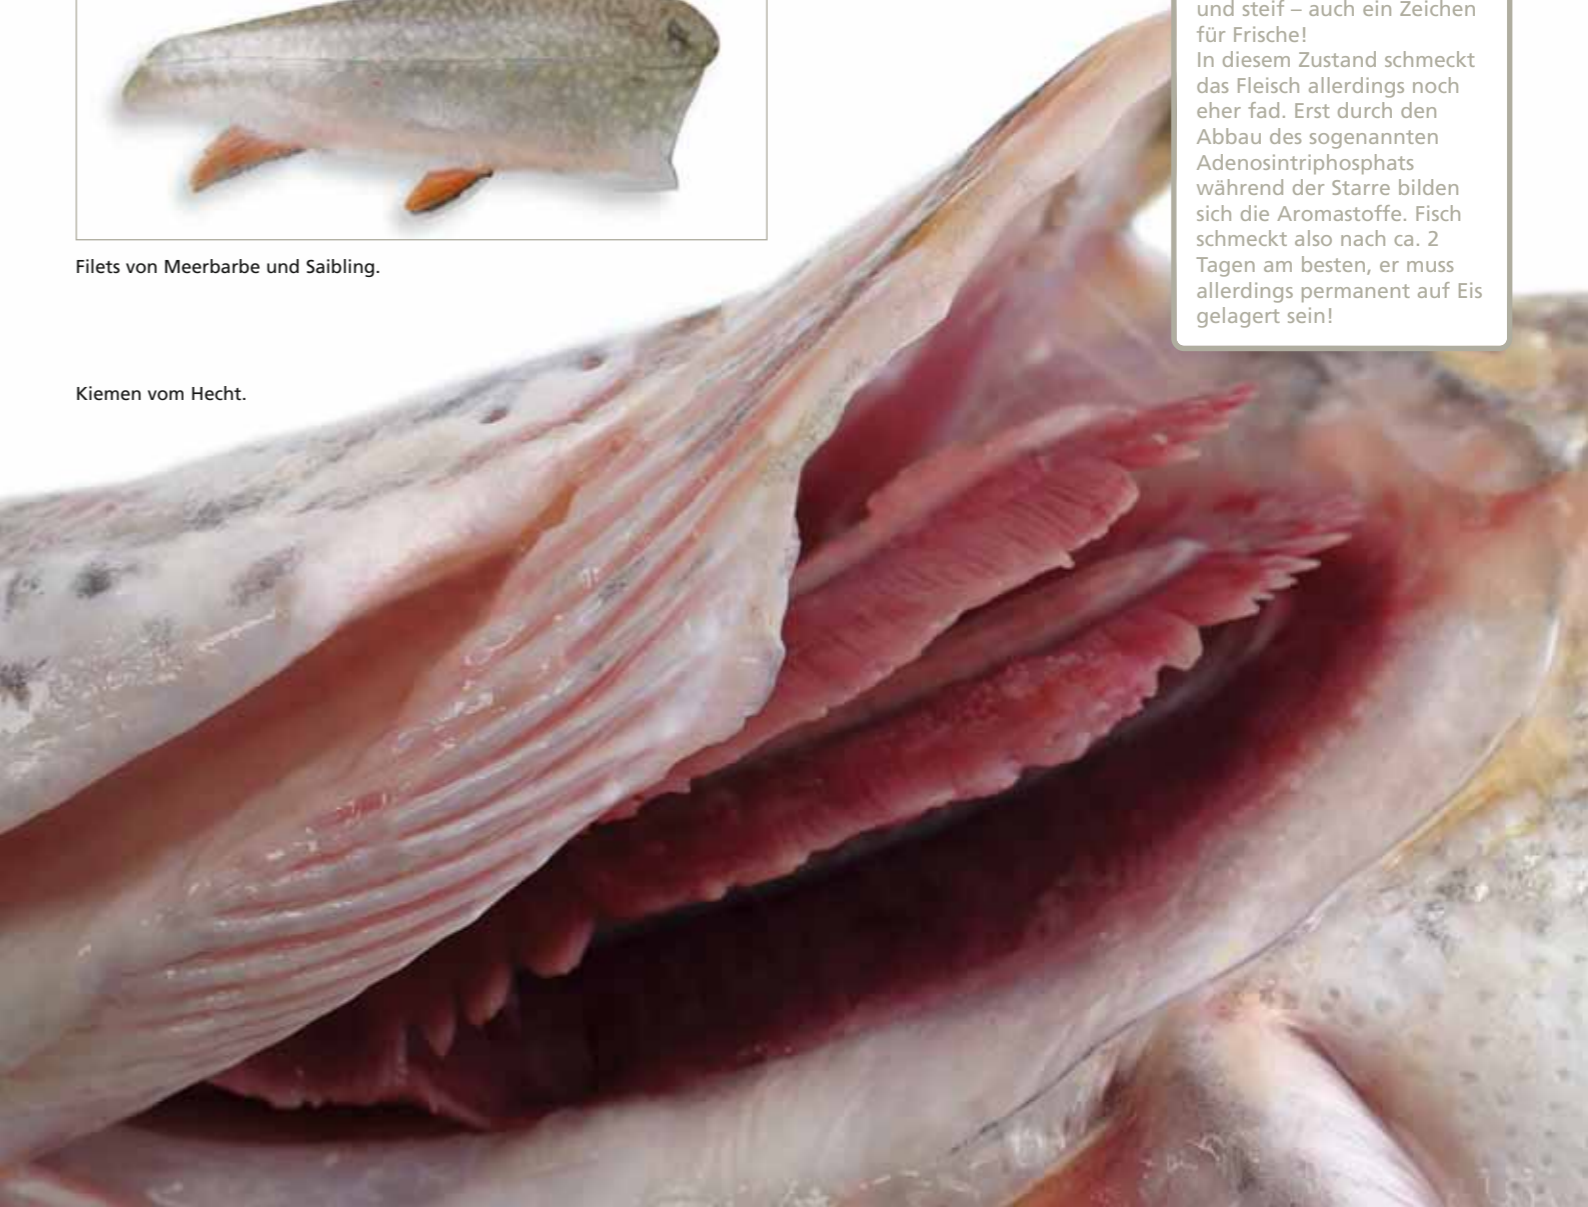 und steif – auch ein Zeichen
für Frische!
In diesem Zustand schmeckt
das Fleisch allerdings noch
eher fad. Erst durch den
Abbau des sogenannten
Adenosintriphosphats
während der Starre bilden
sich die Aromastoffe. Fisch
schmeckt also nach ca. 2
Tagen am besten, er muss
allerdings permanent auf Eis
gelagert sein!
Filets von Meerbarbe und Saibling.
Kiemen vom Hecht.